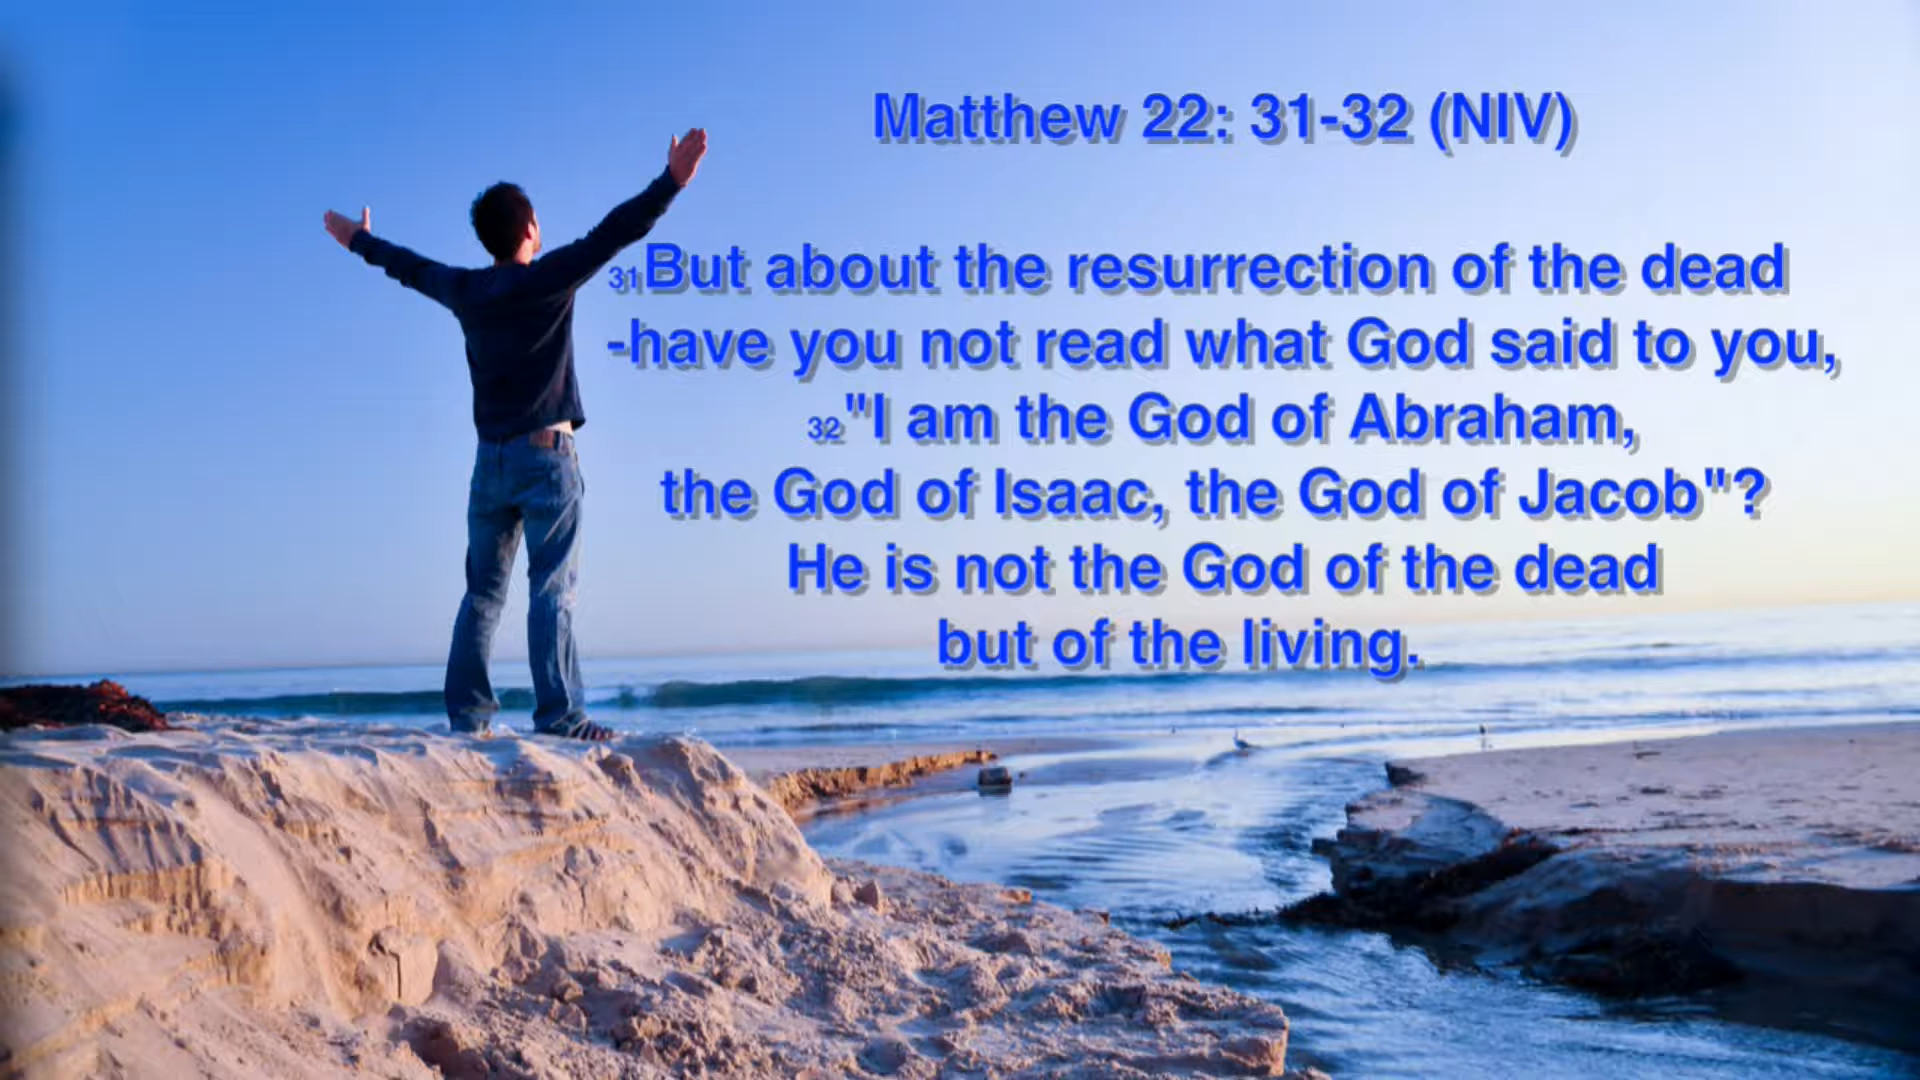 Matthew 22: 31-32 (NIV)
31But about the resurrection of the dead
-have you not read what God said to you,
32"I am the God of Abraham,
the God of Isaac, the God of Jacob"?
He is not the God of the dead
but of the living.